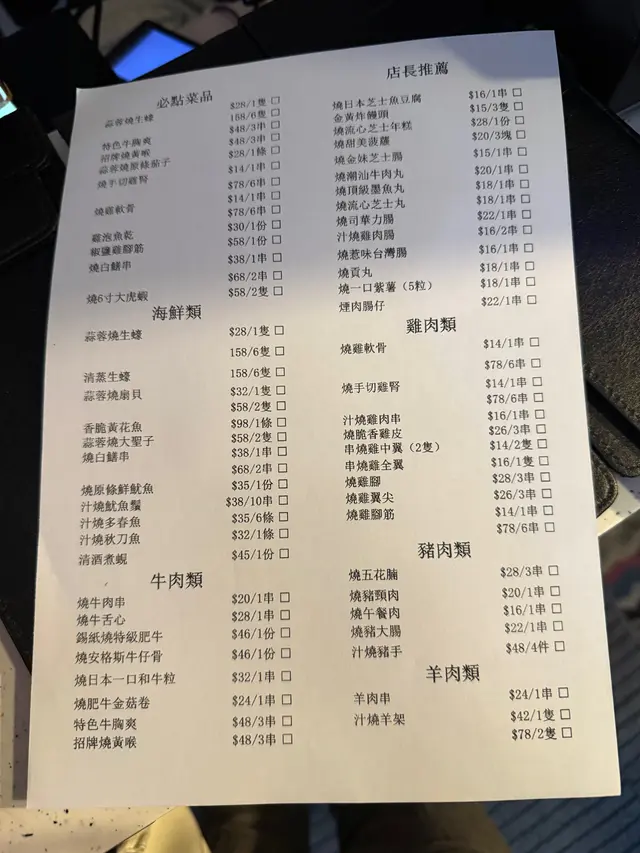 必點菜品
蒜蓉燒生蠔 $28/1隻 □
158/6隻 □
特色牛胸爽 $48/3串 □
招牌燒黃喉 $48/3串 □
蒜蓉燒原條茄子 $28/1條 □
燒手切雞腎 $14/1串 □
$78/6串 □
燒雞軟骨 $14/1串 □
$78/6串 □
雞泡魚乾 $30/1份 □
椒鹽雞腳筋 $58/1份 □
燒白鱔串 $38/1串 □
$68/2串 □
燒6寸大虎蝦 $58/2隻 □
海鮮類
蒜蓉燒生蠔 $28/1隻 □
158/6隻 □
清蒸生蠔 158/6隻 □
蒜蓉燒扇貝 $32/1隻 □
$58/2隻 □
香脆黃花魚 $98/1條 □
蒜蓉燒大聖子 $58/2隻 □
燒白鱔串 $38/1串 □
$68/2串 □
燒原條鮮魷魚 $35/1份 □
汁燒魷魚鬚 $38/10串 □
汁燒多春魚 $35/6條 □
汁燒秋刀魚 $32/1條 □
清酒煮蜆 $45/1份 □
牛肉類
燒牛肉串 $20/1串 □
燒牛舌心 $28/1串 □
錫紙燒特級肥牛 $46/1份 □
燒安格斯牛仔骨 $46/1份 □
燒日本一口和牛粒 $32/1串 □
燒肥牛金菇卷 $24/1串 □
特色牛胸爽 $48/3串 □
招牌燒黃喉 $48/3串 □
店長推薦
燒日本芝士魚豆腐 $16/1串 □
金黃炸饅頭 $15/3隻 □
燒流心芝士年糕 $28/1份 □
燒甜美菠蘿 $20/3塊 □
燒金妹芝士腸 $15/1串 □
燒潮汕牛肉丸 $20/1串 □
燒頂級墨魚丸 $18/1串 □
燒流心芝士丸 $18/1串 □
燒司華力腸 $22/1串 □
汁燒雞肉腸 $16/2串 □
燒惹味台灣腸 $16/1串 □
燒貢丸 $18/1串 □
燒一口紫薯（5粒） $18/1串 □
煙肉腸仔 $22/1串 □
雞肉類
燒雞軟骨 $14/1串 □
$78/6串 □
燒手切雞腎 $14/1串 □
$78/6串 □
汁燒雞肉串 $16/1串 □
燒脆香雞皮 $26/3串 □
串燒雞中翼（2隻） $14/2隻 □
串燒雞全翼 $16/1隻 □
燒雞腳 $28/3串 □
燒雞翼尖 $26/3串 □
燒雞腳筋 $14/1串 □
$78/6串 □
豬肉類
燒五花腩 $28/3串 □
燒豬頸肉 $20/1串 □
燒午餐肉 $16/1串 □
燒豬大腸 $22/1串 □
汁燒豬手 $48/4件 □
羊肉類
羊肉串 $24/1串 □
汁燒羊架 $42/1隻 □
$78/2隻 □